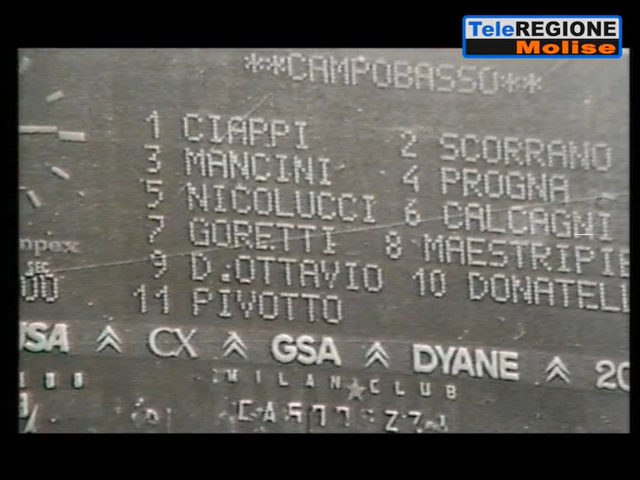 TeleREGIONE
Molise
**CAMPOBASSO**
1 CIAPPI 2 SCORRANO
3 MANCINI 4 PROGNA
5 NICOLUCCI 6 CALCAGNI
7 GORETTI 8 MAESTRIPIE
9 D.OTTAVIO 10 DONATELL
11 PIVOTTO
CX GSA DYANE 20
MILAN CLUB